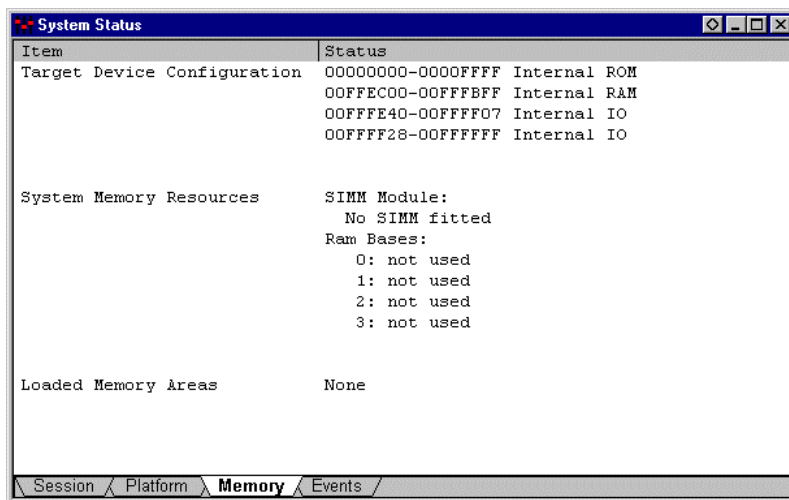 System Status
Item Status
Target Device Configuration 00000000-0000FFFF Internal ROM
00FFEC00-00FFFBFF Internal RAM
00FFFE40-00FFFF07 Internal IO
00FFFF28-00FFFFFF Internal IO
System Memory Resources SIMM Module:
No SIMM fitted
Ram Bases:
0: not used
1: not used
2: not used
3: not used
Loaded Memory Areas None
Session Platform Memory Events